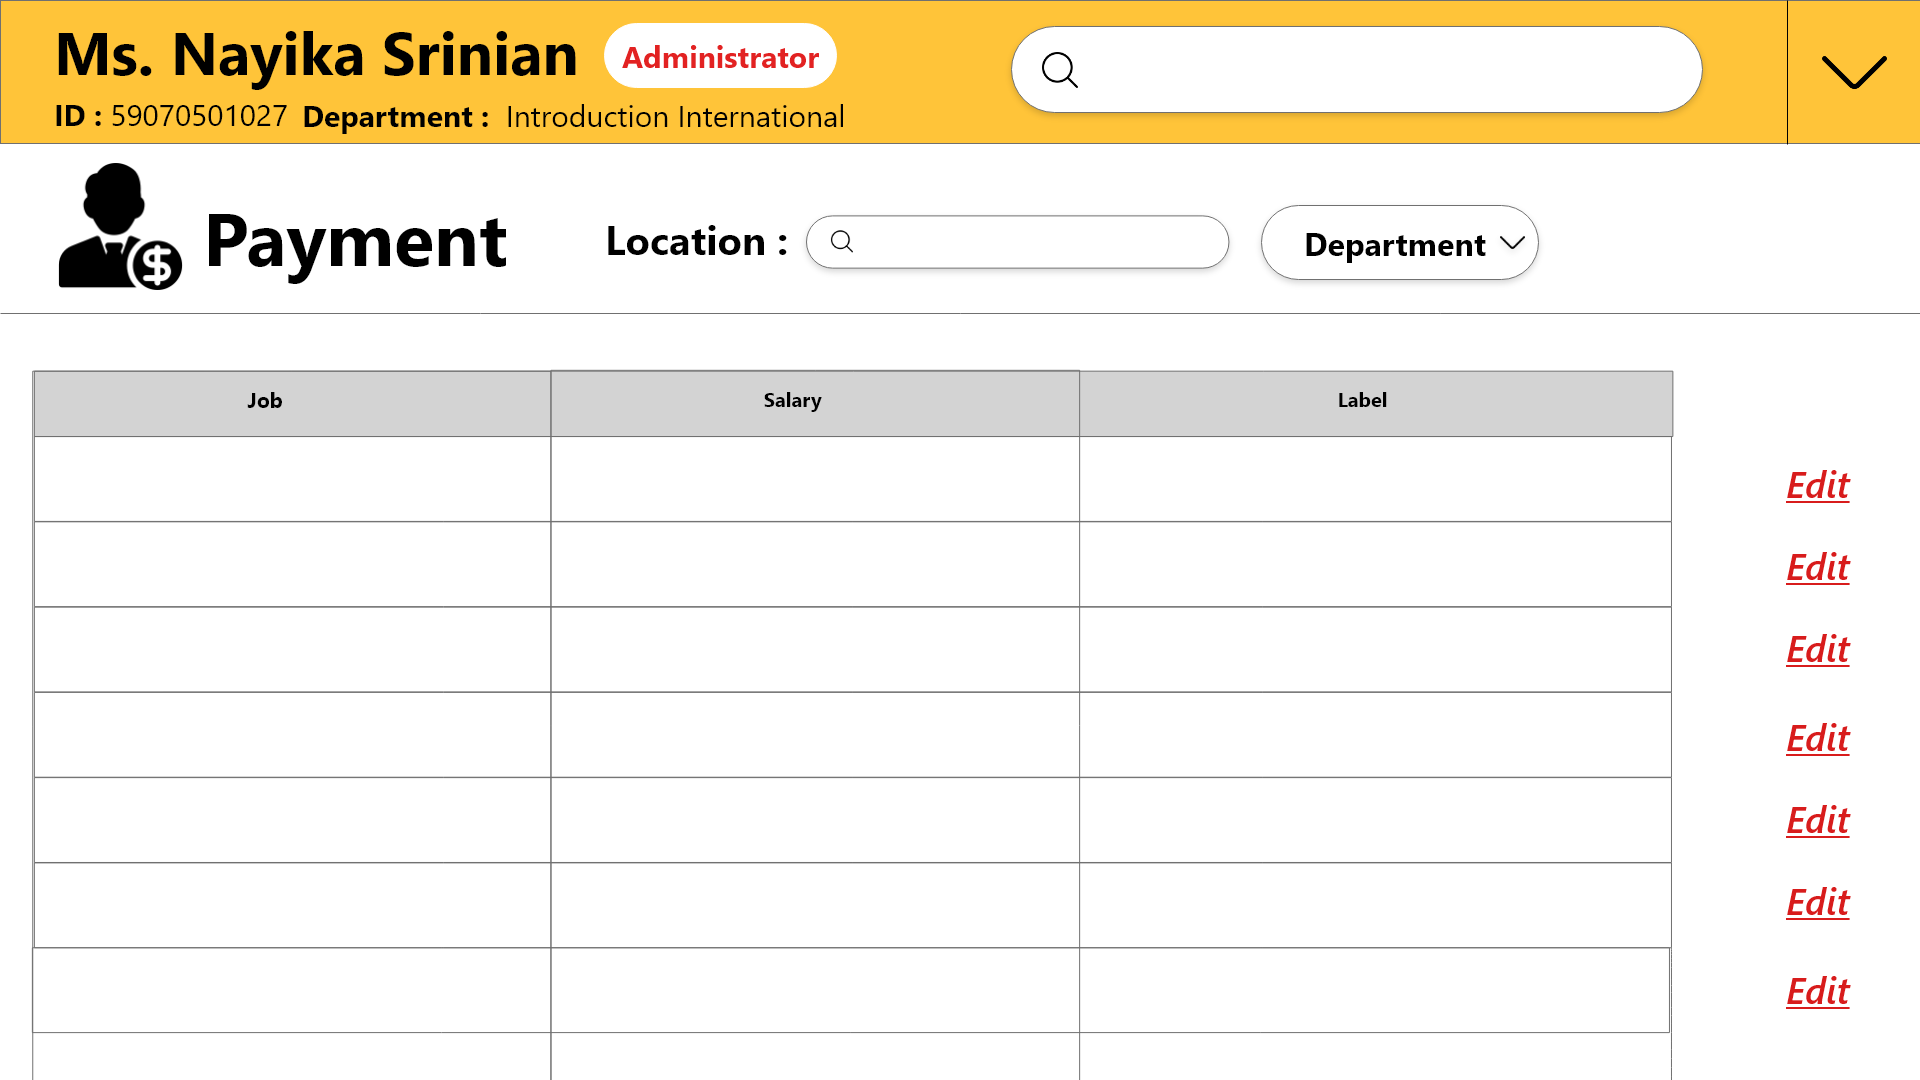 Ms. Nayika Srinian Administrator
ID : 59070501027 Department : Introduction International
$ Payment Location : Department
Job Salary Label
Edit
Edit
Edit
Edit
Edit
Edit
Edit